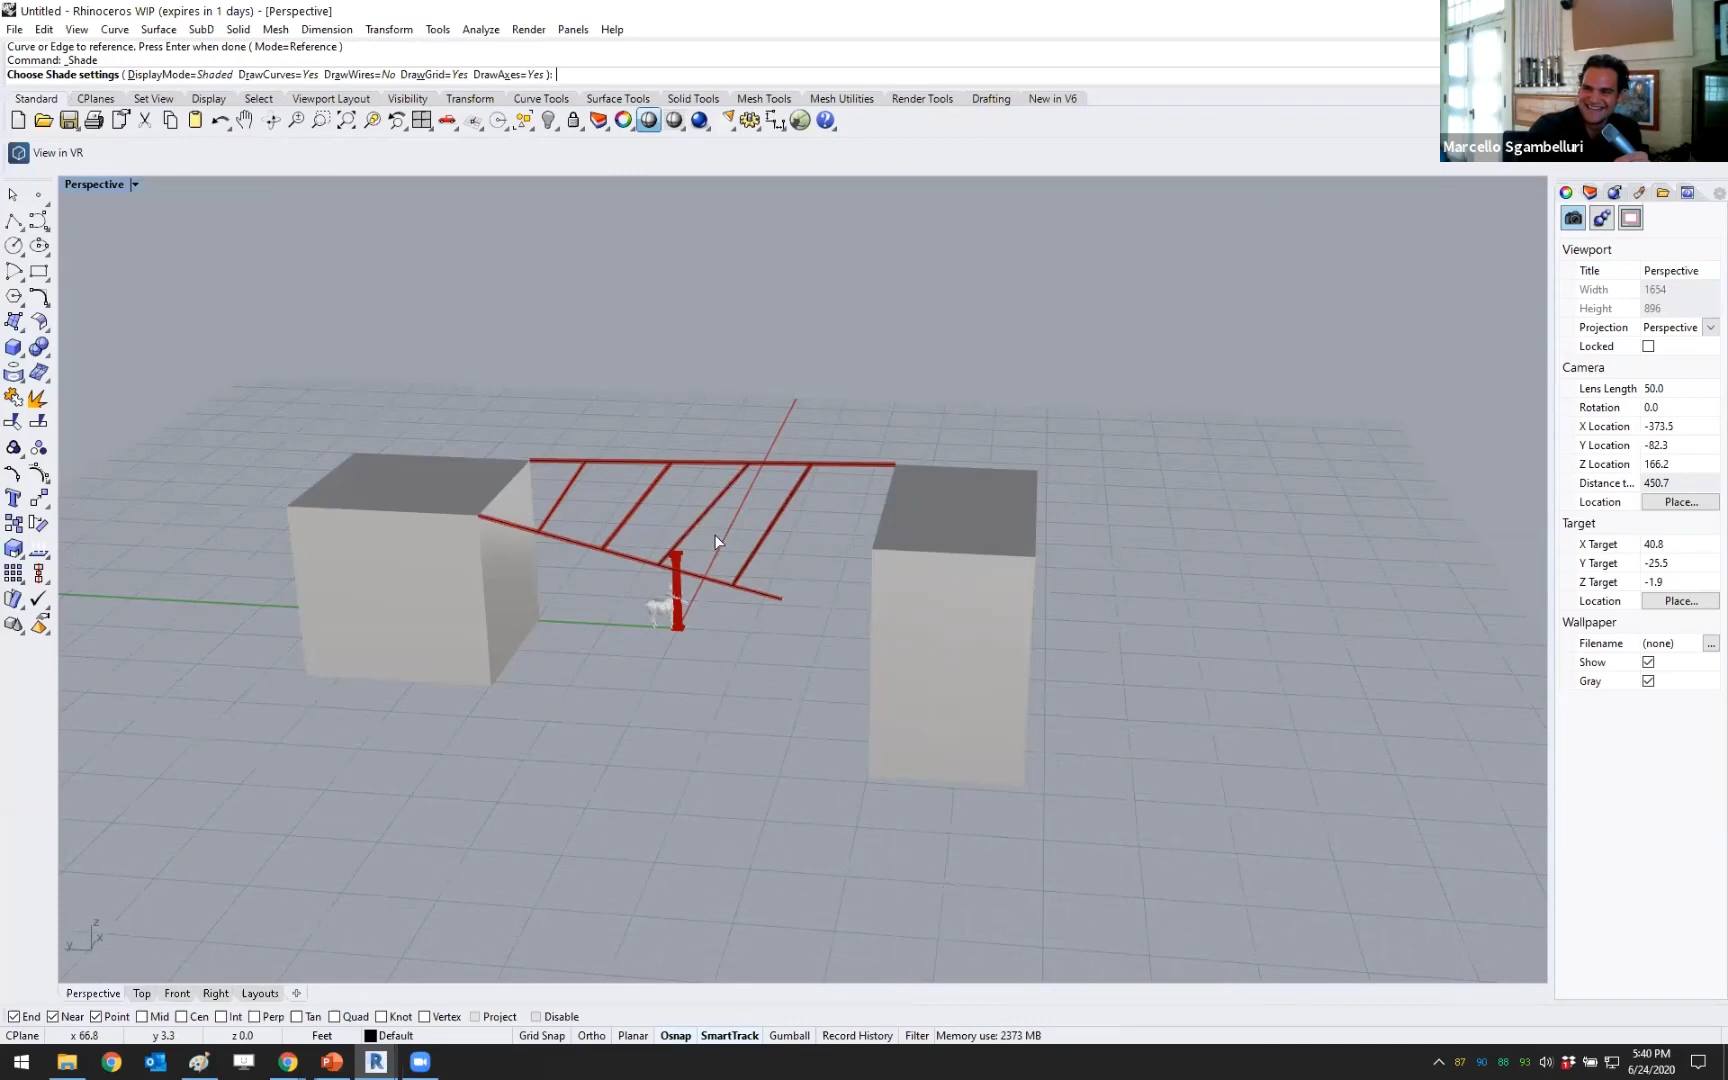 Untitled - Rhinoceros WIP (expires in 1 days) - [Perspective]
File Edit View Curve Surface SubD Solid Mesh Dimension Transform Tools Analyze Render Panels Help
Curve or Edge to reference. Press Enter when done ( Mode=Reference )
Command: _Shade
Choose Shade settings ( DisplayMode=Shaded DrawCurves=Yes DrawWires=No DrawGrid=Yes DrawAxes=Yes ):
Standard CPlanes Set View Display Select Viewport Layout Visibility Transform Curve Tools Surface Tools Solid Tools Mesh Tools Mesh Utilities Render Tools Drafting New in V6
Marcello Sgambelluri
View in VR
Perspective
Viewport
Title Perspective
Width 1654
Height 896
Projection Perspective
Locked
Camera
Lens Length 50.0
Rotation 0.0
X Location -373.5
Y Location -82.3
Z Location 166.2
Distance t... 450.7
Location Place...
Target
X Target 40.8
Y Target -25.5
Z Target -1.9
Location Place...
Wallpaper
Filename (none) ...
Show
Gray
z
y x
Perspective Top Front Right Layouts
End Near Point Mid Cen Int Perp Tan Quad Knot Vertex Project Disable
CPlane x 66.8 y 3.3 z 0.0 Feet Default Grid Snap Ortho Planar Osnap SmartTrack Gumball Record History Filter Memory use: 2373 MB
R 87 90 88 93 5:40 PM
6/24/2020